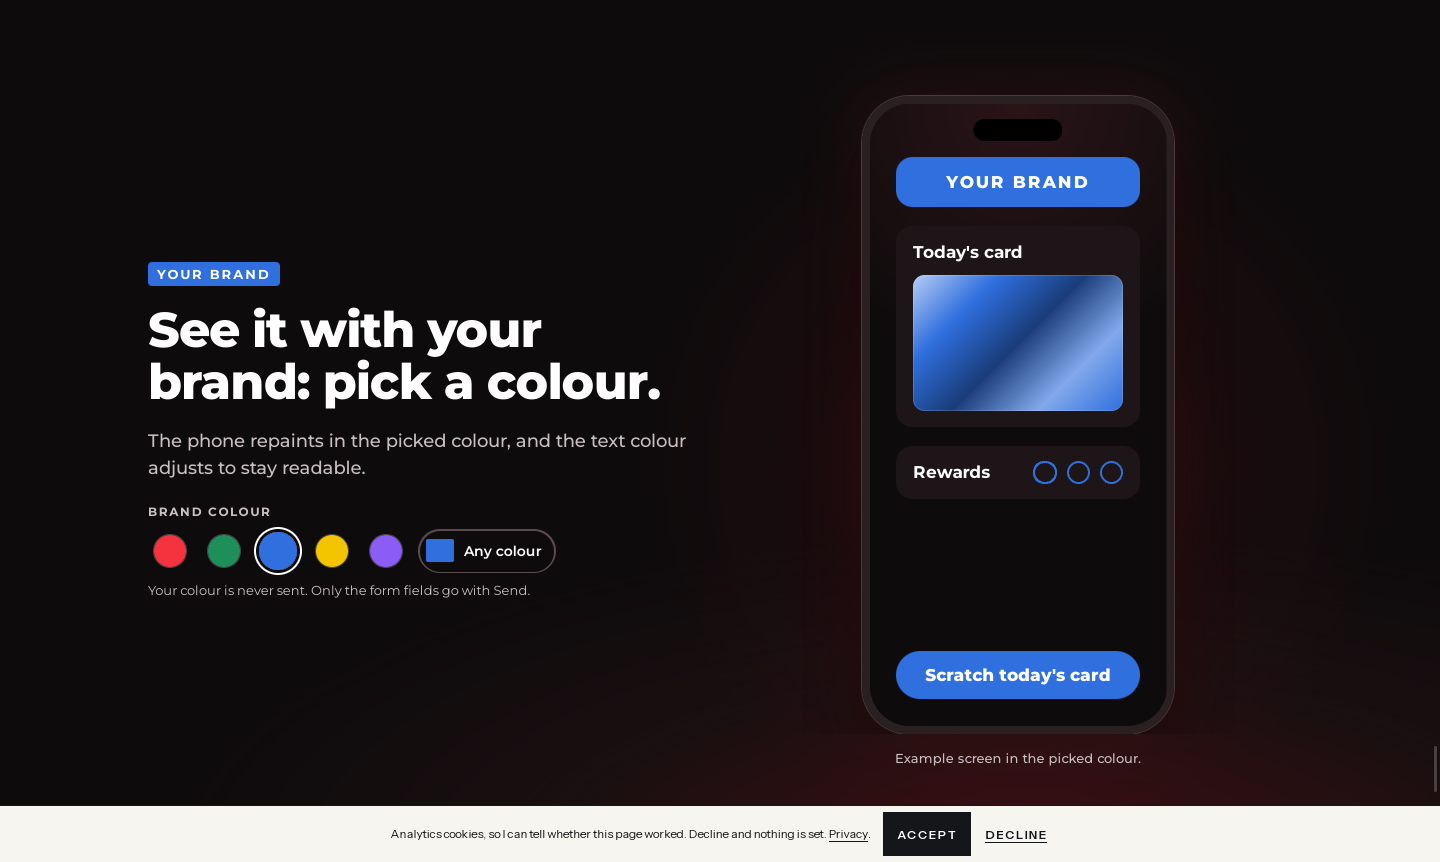 YOUR BRAND
See it with your
brand: pick a colour.
The phone repaints in the picked colour, and the text colour
adjusts to stay readable.
BRAND COLOUR
Any colour
Your colour is never sent. Only the form fields go with Send.
YOUR BRAND
Today's card
Rewards
Scratch today's card
Example screen in the picked colour.
Analytics cookies, so I can tell whether this page worked. Decline and nothing is set. Privacy. ACCEPT DECLINE